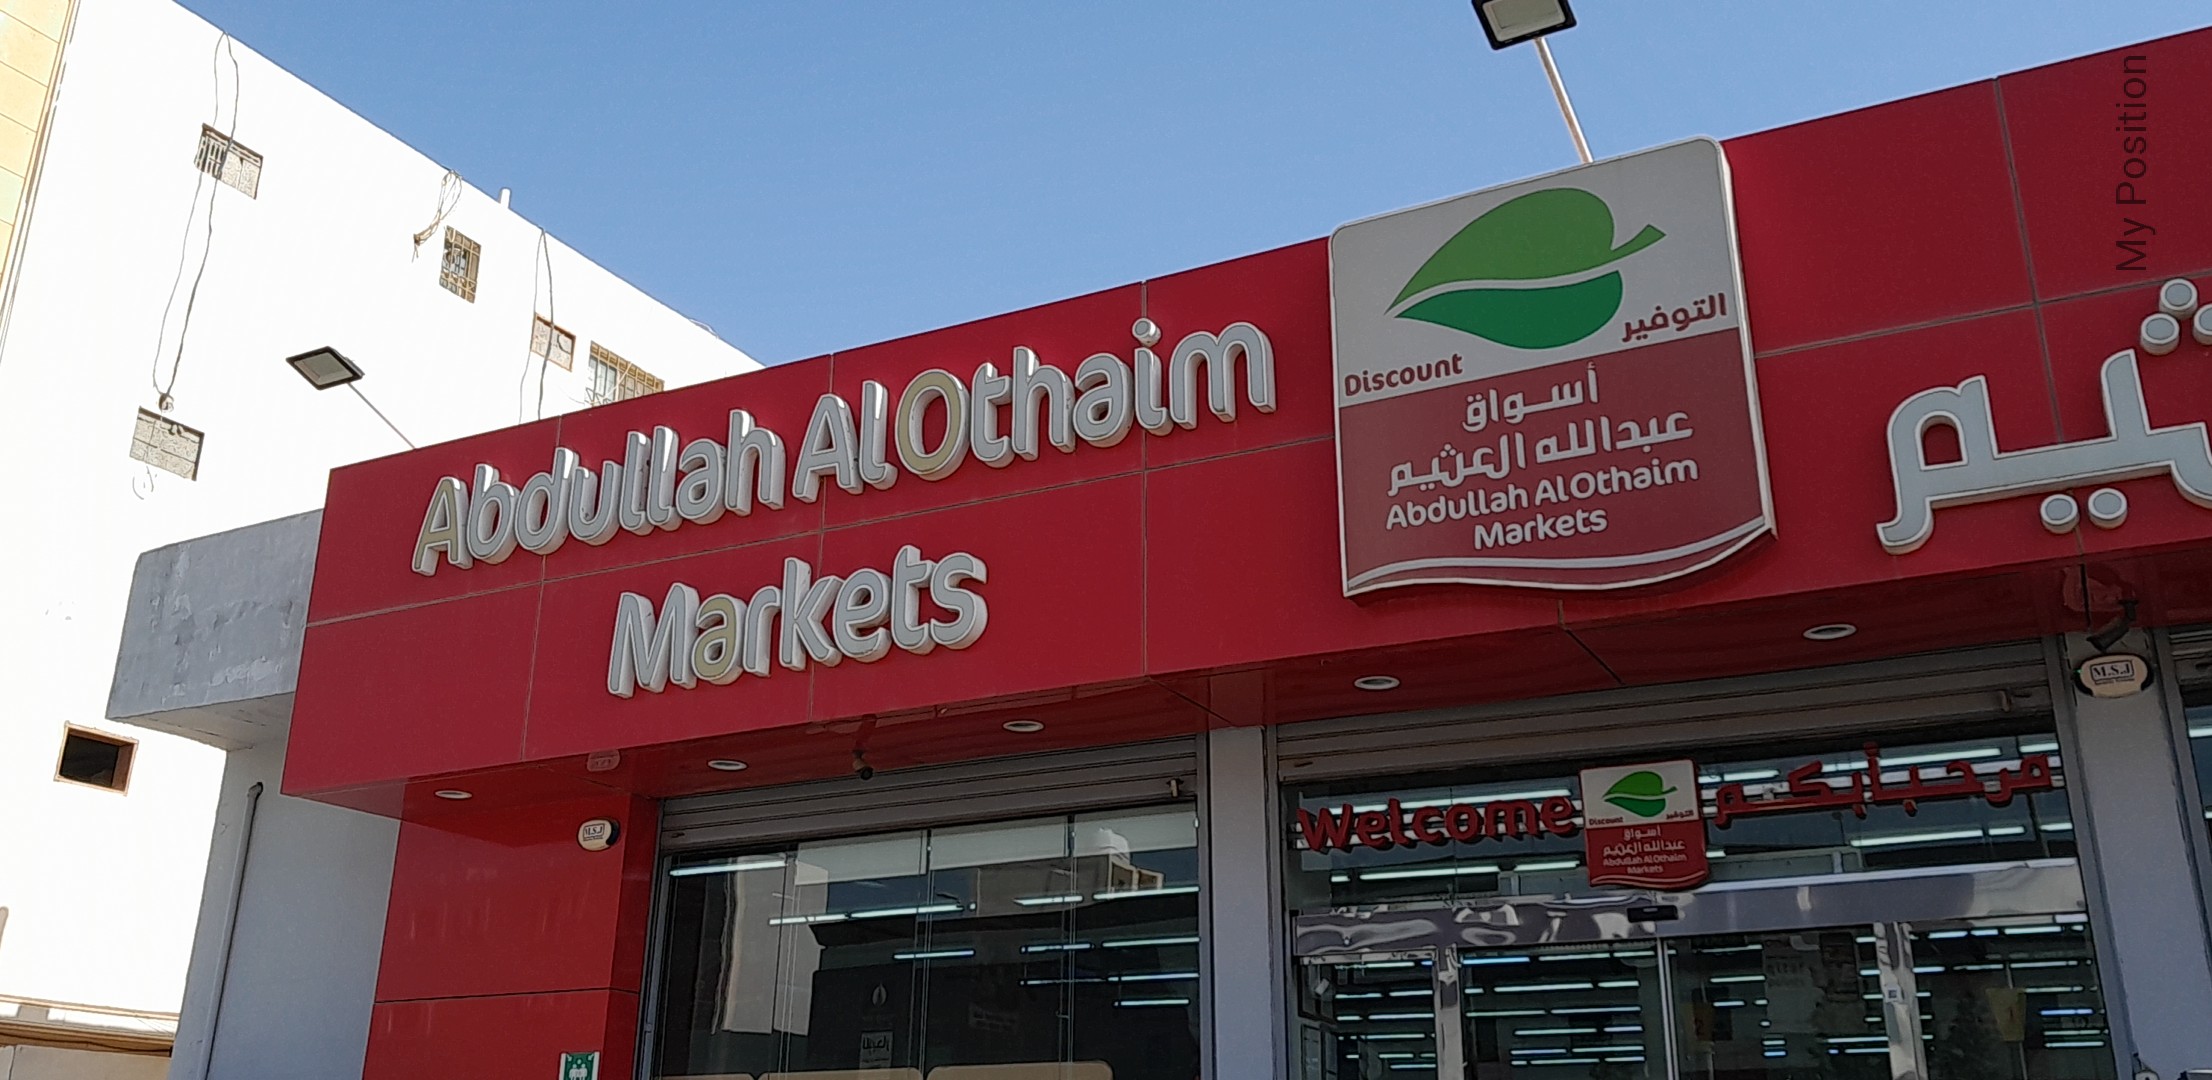 Abdullah AlOthaim
Markets
Discount
التوفير
أسواق
عبدالله العثيم
Abdullah AlOthaim
Markets
My Position
M.S.J
M.S.J
Welcome
مرحبا بكم
Discount
التوفير
أسواق
عبدالله العثيم
Abdullah AlOthaim
Markets